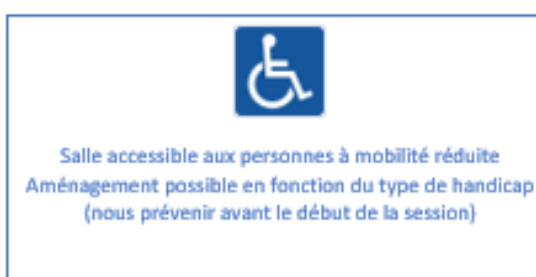 Salle accessible aux personnes à mobilité réduite
Aménagement possible en fonction du type de handicap
(nous prévenir avant le début de la session)